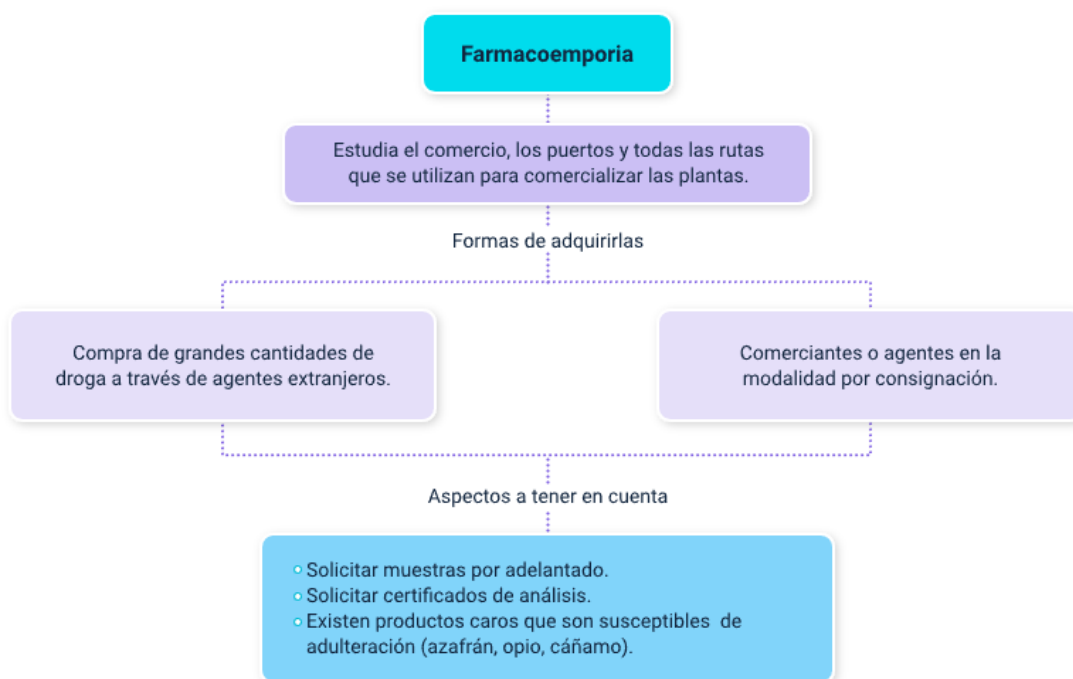 Farmacoemporia
Estudia el comercio, los puertos y todas las rutas
que se utilizan para comercializar las plantas.
Formas de adquirirlas
Compra de grandes cantidades de
droga a través de agentes extranjeros.
Comerciantes o agentes en la
modalidad por consignación.
Aspectos a tener en cuenta
Solicitar muestras por adelantado.
Solicitar certificados de análisis.
Existen productos caros que son susceptibles de
adulteración (azafrán, opio, cáñamo).